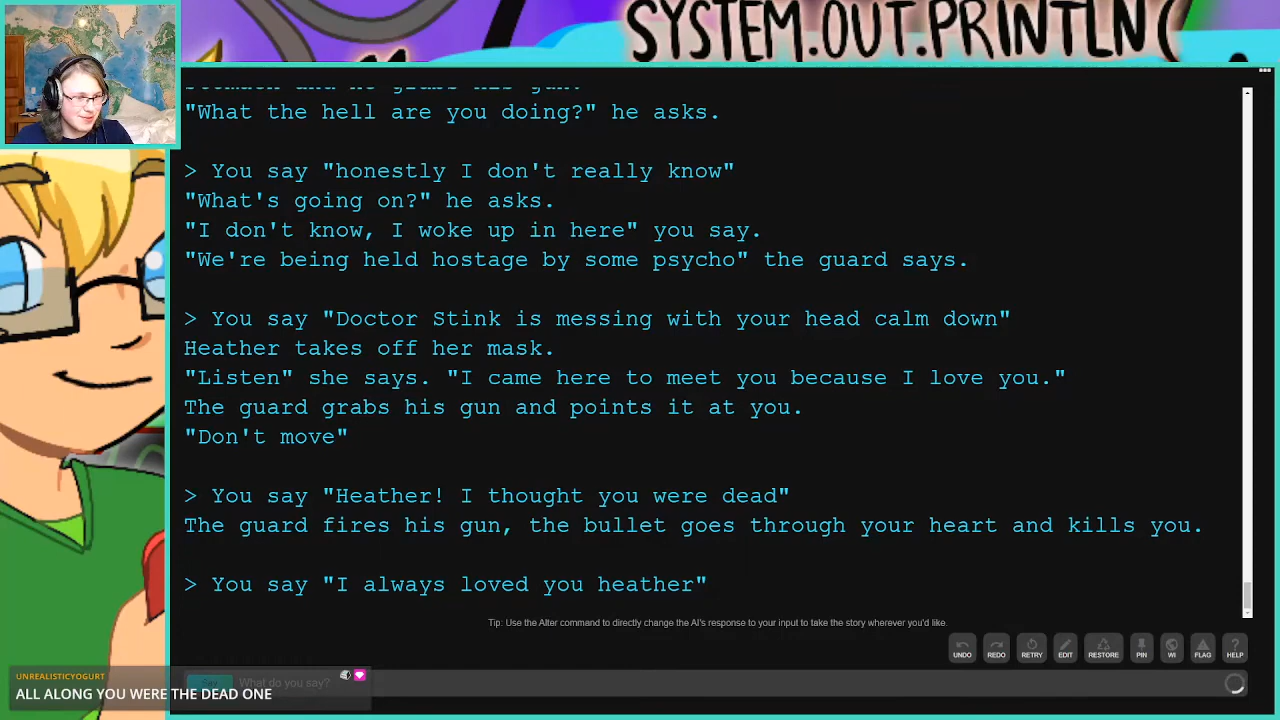 SYSTEM.OUT.PRINTLN(
"What the hell are you doing?" he asks.
> You say "honestly I don't really know"
"What's going on?" he asks.
"I don't know, I woke up in here" you say.
"We're being held hostage by some psycho" the guard says.
> You say "Doctor Stink is messing with your head calm down"
Heather takes off her mask.
"Listen" she says. "I came here to meet you because I love you."
The guard grabs his gun and points it at you.
"Don't move"
> You say "Heather! I thought you were dead"
The guard fires his gun, the bullet goes through your heart and kills you.
> You say "I always loved you heather"
Tip: Use the Alter command to directly change the AI's response to your input to take the story wherever you'd like.
UNDO REDO RETRY EDIT RESTORE PIN WI FLAG HELP
Say What do you say?
UNREALISTICYOGURT
ALL ALONG YOU WERE THE DEAD ONE